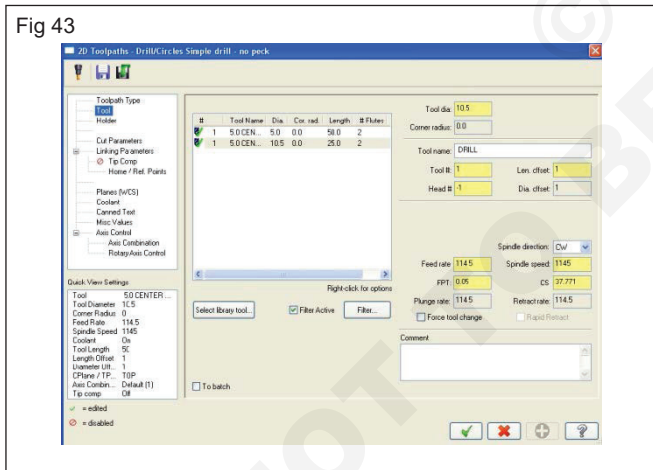 Fig 43
2D Toolpaths - Drill/Circles Simple drill - no peck
Toolpath Type
Tool
Holder
Cut Parameters
Linking Parameters
Tip Comp
Home / Ref. Points
Planes (WCS)
Coolant
Canned Text
Misc Values
Axis Control
Axis Combination
Rotary Axis Control
Quick View Settings
Tool 5.0 CENTER ...
Tool Diameter 10.5
Corner Radius 0
Feed Rate 114.5
Spindle Speed 1145
Coolant On
Tool Length 50
Length Offset 1
Diameter Off... 1
CPlane / TP... TOP
Axis Combin... Default (1)
Tip comp Off
= edited
= disabled
# Tool Name Dia. Cor. rad. Length # Flutes
1 5.0 CEN... 5.0 0.0 50.0 2
1 5.0 CEN... 10.5 0.0 25.0 2
Right-click for options
Select library tool...
Filter Active
Filter...
To batch
Tool dia: 10.5
Corner radius: 0.0
Tool name: DRILL
Tool #: 1 Len. offset: 1
Head # -1 Dia. offset: 1
Spindle direction: CW
Feed rate: 114.5 Spindle speed: 1145
FPT: 0.05 CS 37.771
Plunge rate: 114.5 Retract rate: 114.5
Force tool change Rapid Retract
Comment
©
NOT TO BE